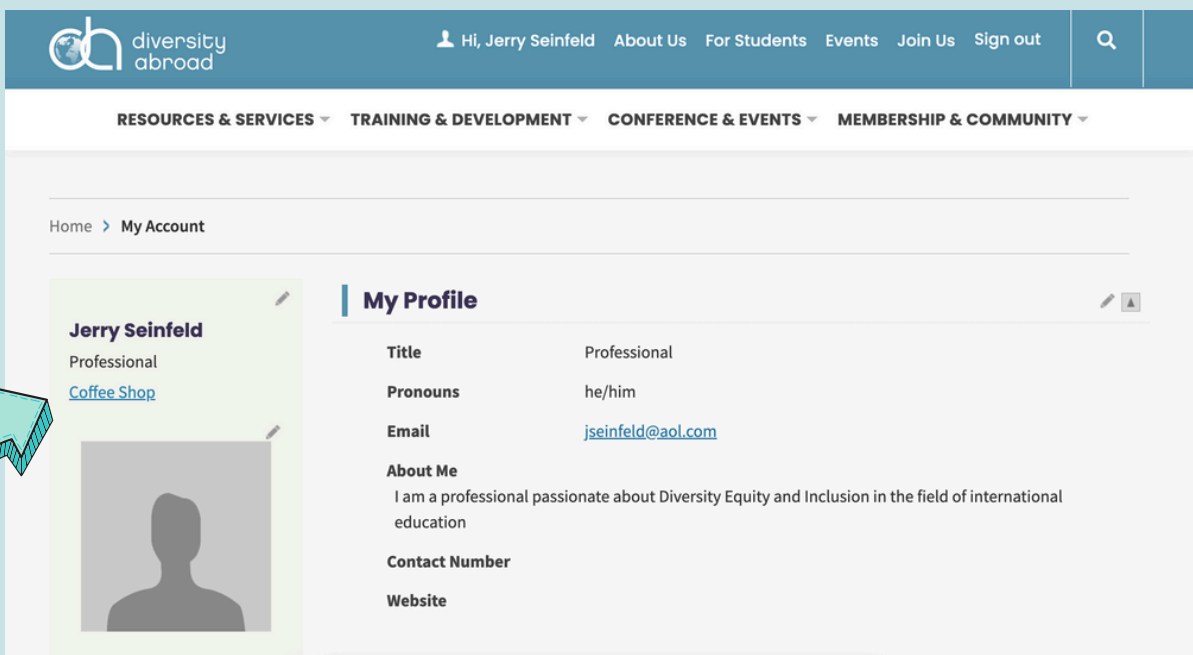 diversity
abroad
Hi, Jerry Seinfeld About Us For Students Events Join Us Sign out
RESOURCES & SERVICES TRAINING & DEVELOPMENT CONFERENCE & EVENTS MEMBERSHIP & COMMUNITY
Home > My Account
Jerry Seinfeld
Professional
Coffee Shop
My Profile
Title Professional
Pronouns he/him
Email jseinfeld@aol.com
About Me
I am a professional passionate about Diversity Equity and Inclusion in the field of international
education
Contact Number
Website